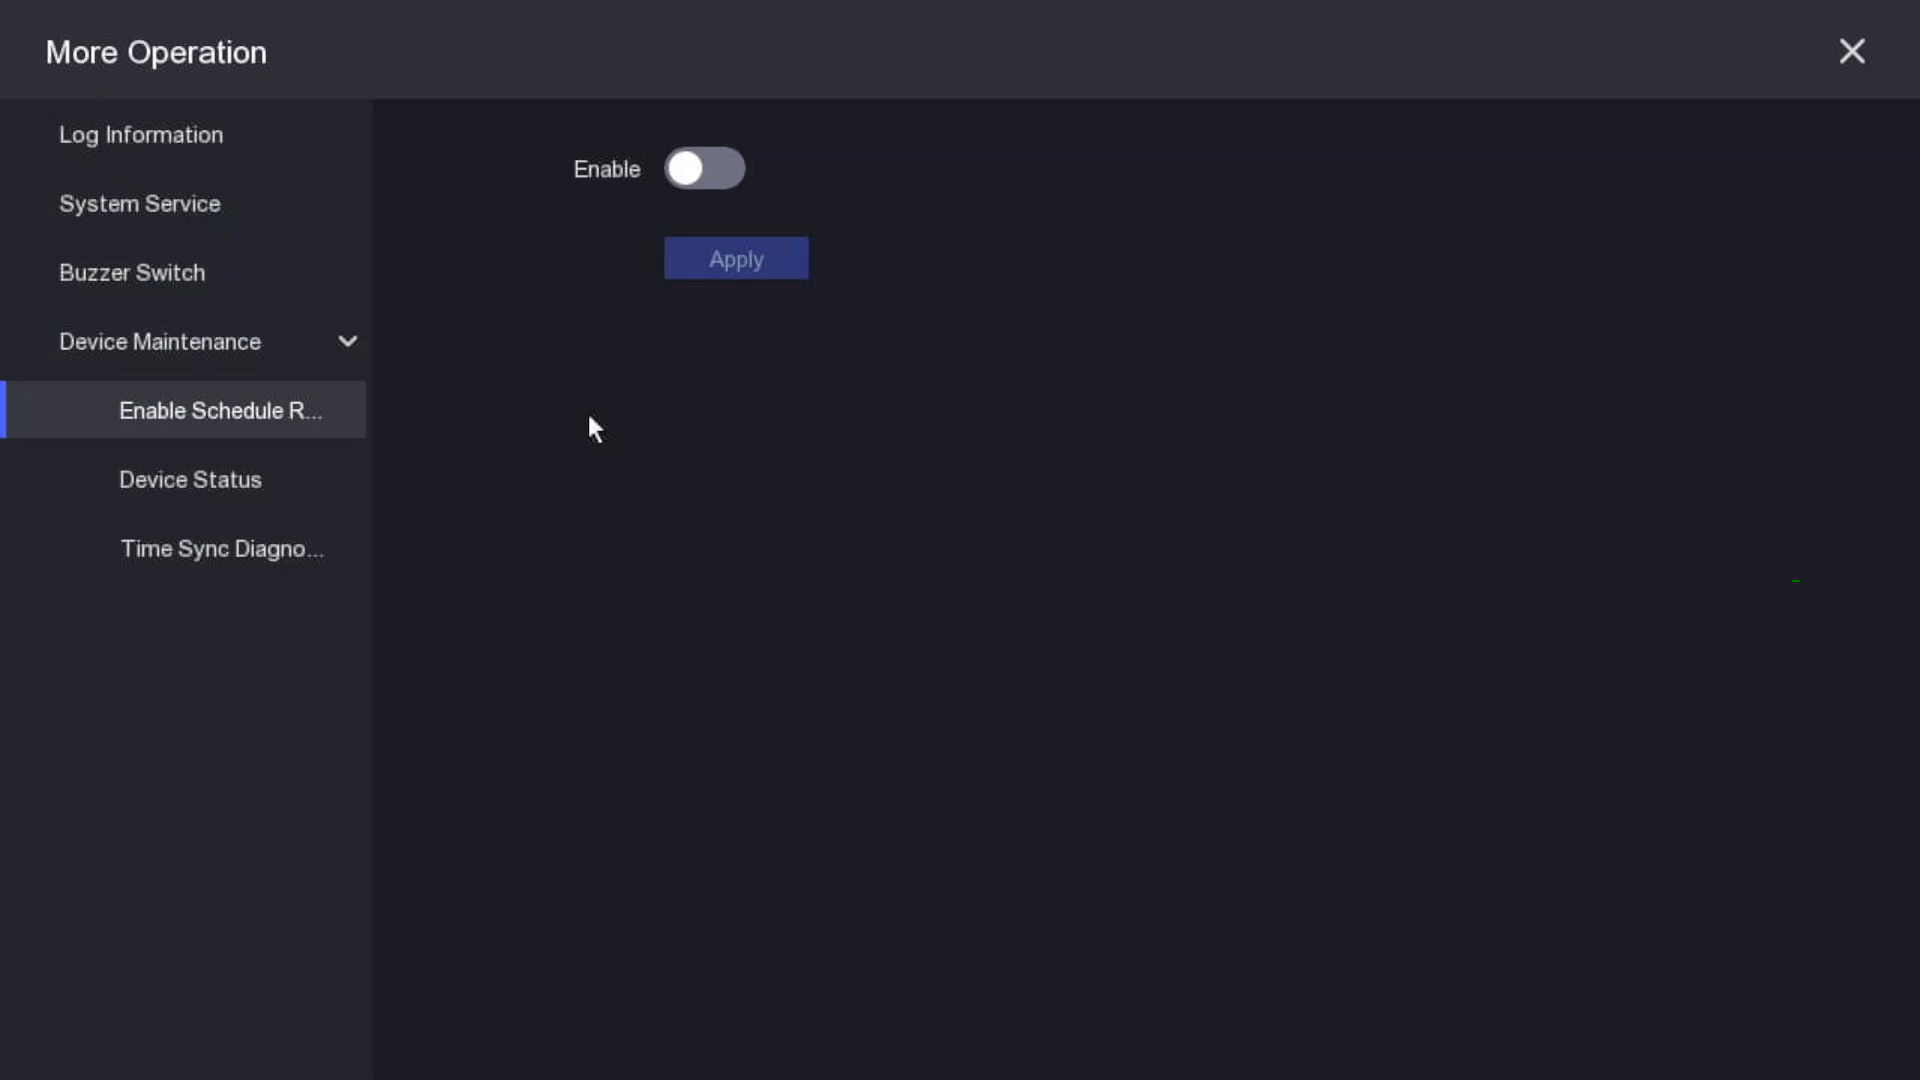 More Operation
Log Information
System Service
Buzzer Switch
Device Maintenance
Enable Schedule R...
Device Status
Time Sync Diagno...
Enable
Apply